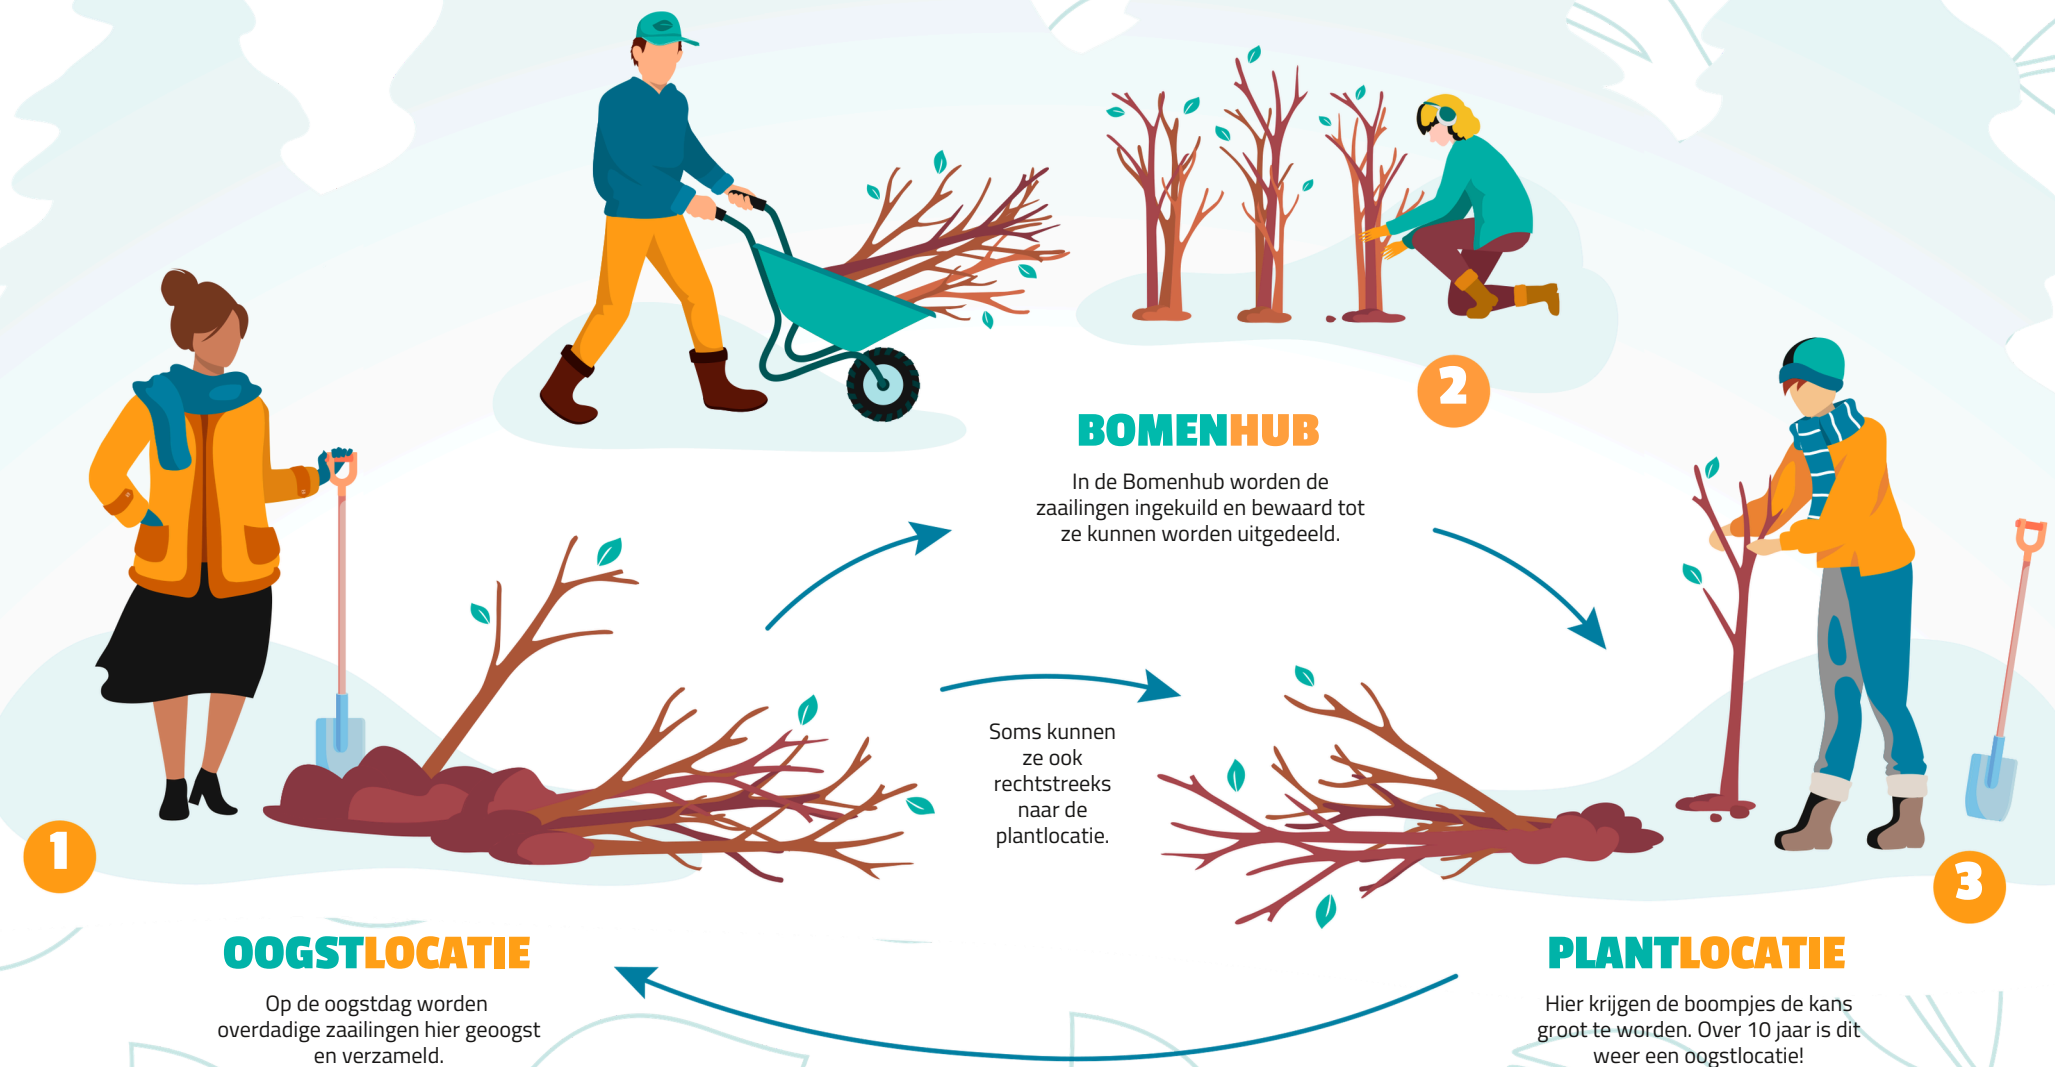 2
BOMENHUB
In de Bomenhub worden de
zaailingen ingekuild en bewaard tot
ze kunnen worden uitgedeeld.
Soms kunnen
ze ook
rechtstreeks
naar de
plantlocatie.
1
OOGSTLOCATIE
Op de oogstdag worden
overdadige zaailingen hier geoogst
en verzameld.
3
PLANTLOCATIE
Hier krijgen de boompjes de kans
groot te worden. Over 10 jaar is dit
weer een oogstlocatie!